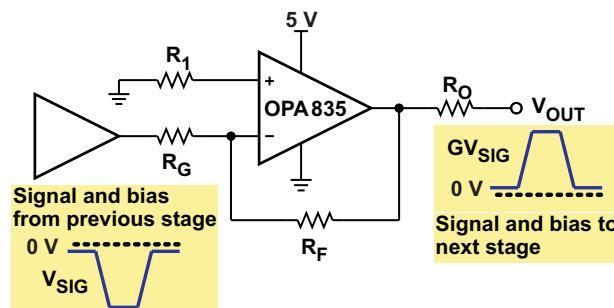 5 V
R1
+
OPA835
−
RG
RO
VOUT
GVSIG
0 V
Signal and bias to
next stage
Signal and bias
from previous stage
0 V
VSIG
RF